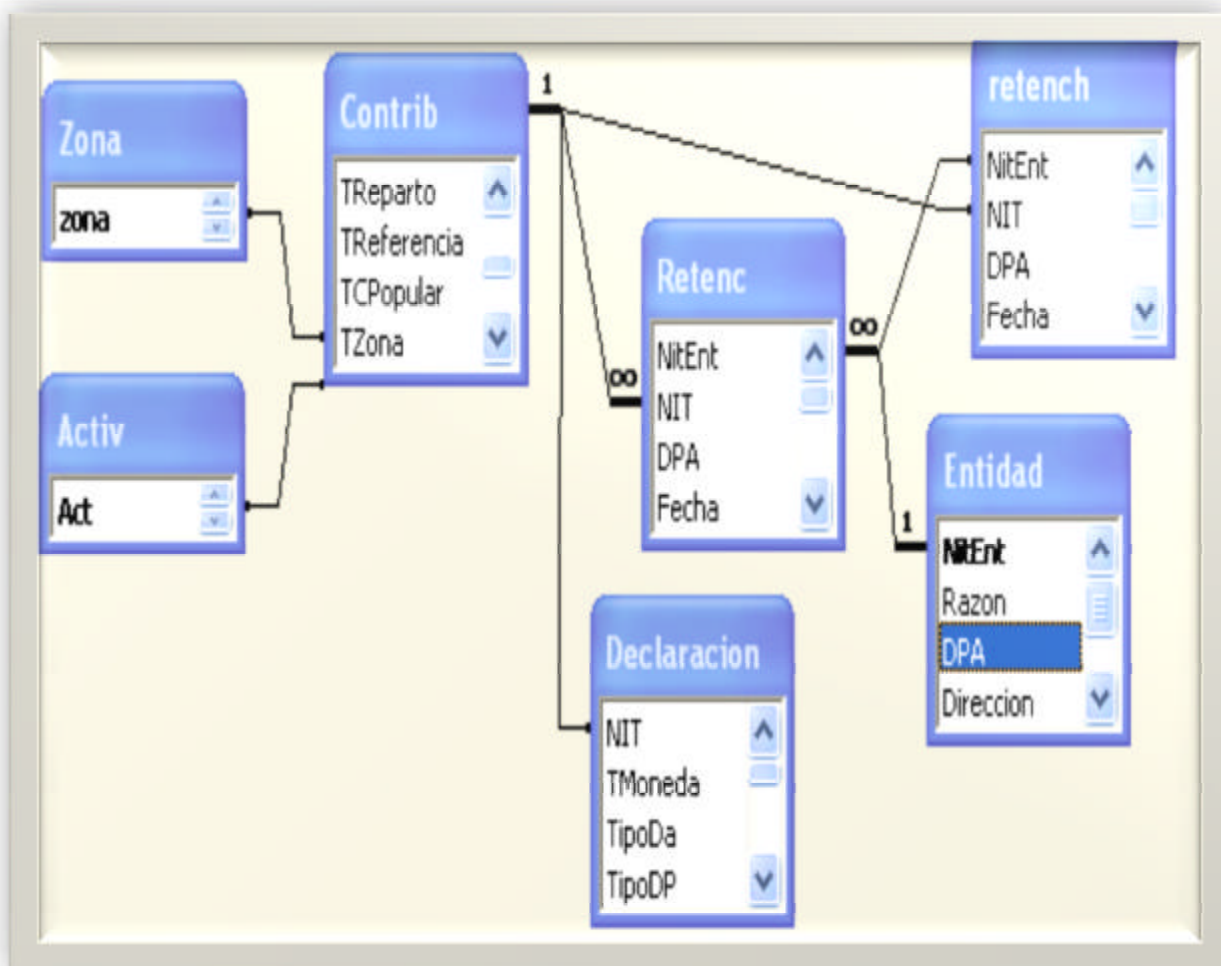 Zona
zona
Activ
Act
Contrib
TReparto
TReferencia
TCPopular
TZona
1
∞
Retenc
NitEnt
NIT
DPA
Fecha
∞
1
retench
NitEnt
NIT
DPA
Fecha
Entidad
NitEnt
Razon
DPA
Direccion
Declaracion
NIT
TMoneda
TipoDa
TipoDP